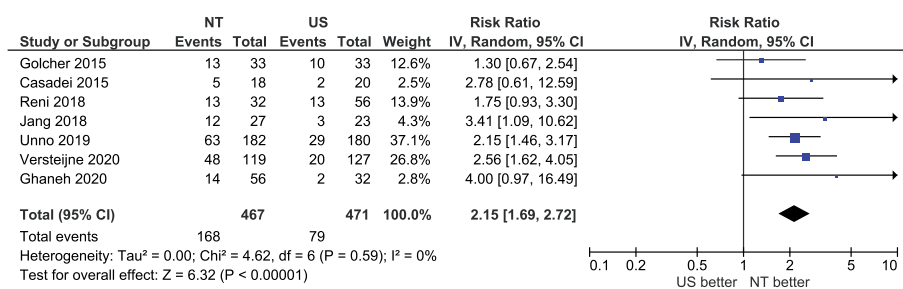 NT US Risk Ratio Risk Ratio
Study or Subgroup Events Total Events Total Weight IV, Random, 95% CI IV, Random, 95% CI
Golcher 2015 13 33 10 33 12.6% 1.30 [0.67, 2.54]
Casadei 2015 5 18 2 20 2.5% 2.78 [0.61, 12.59]
Reni 2018 13 32 13 56 13.9% 1.75 [0.93, 3.30]
Jang 2018 12 27 3 23 4.3% 3.41 [1.09, 10.62]
Unno 2019 63 182 29 180 37.1% 2.15 [1.46, 3.17]
Versteijne 2020 48 119 20 127 26.8% 2.56 [1.62, 4.05]
Ghaneh 2020 14 56 2 32 2.8% 4.00 [0.97, 16.49]
Total (95% CI) 467 471 100.0% 2.15 [1.69, 2.72]
Total events 168 79
Heterogeneity: Tau² = 0.00; Chi² = 4.62, df = 6 (P = 0.59); I² = 0%
Test for overall effect: Z = 6.32 (P < 0.00001)
0.1 0.2 0.5 1 2 5 10
US better NT better